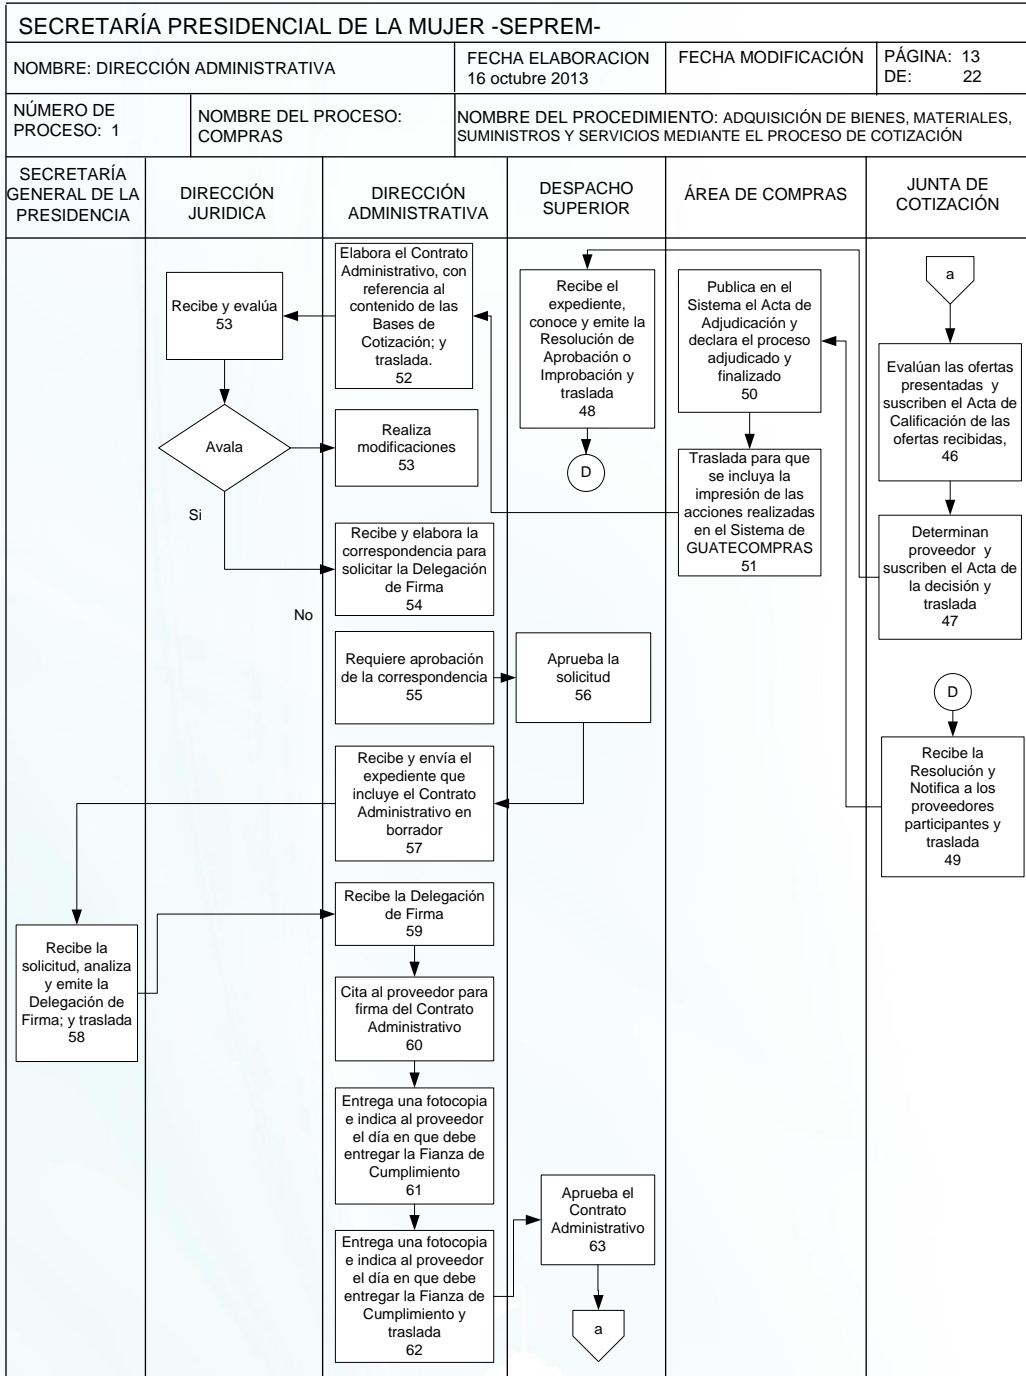 SECRETARÍA PRESIDENCIAL DE LA MUJER -SEPREM-
NOMBRE: DIRECCIÓN ADMINISTRATIVA
FECHA ELABORACION
16 octubre 2013
FECHA MODIFICACIÓN
PÁGINA: 13
DE: 22
NÚMERO DE
PROCESO: 1
NOMBRE DEL PROCESO:
COMPRAS
NOMBRE DEL PROCEDIMIENTO: ADQUISICIÓN DE BIENES, MATERIALES,
SUMINISTROS Y SERVICIOS MEDIANTE EL PROCESO DE COTIZACIÓN
SECRETARÍA
GENERAL DE LA
PRESIDENCIA
DIRECCIÓN
JURIDICA
DIRECCIÓN
ADMINISTRATIVA
DESPACHO
SUPERIOR
ÁREA DE COMPRAS
JUNTA DE
COTIZACIÓN
a
Evalúan las ofertas
presentadas y
suscriben el Acta de
Calificación de las
ofertas recibidas,
46
Determinan
proveedor y
suscriben el Acta de
la decisión y
traslada
47
Recibe el
expediente,
conoce y emite la
Resolución de
Aprobación o
Improbación y
traslada
48
D
D
Recibe la
Resolución y
Notifica a los
proveedores
participantes y
traslada
49
Publica en el
Sistema el Acta de
Adjudicación y
declara el proceso
adjudicado y
finalizado
50
Traslada para que
se incluya la
impresión de las
acciones realizadas
en el Sistema de
GUATECOMPRAS
51
Elabora el Contrato
Administrativo, con
referencia al
contenido de las
Bases de
Cotización; y
traslada.
52
Recibe y evalúa
53
Avala
Realiza
modificaciones
53
Si
Recibe y elabora la
correspondencia para
solicitar la Delegación
de Firma
54
No
Requiere aprobación
de la correspondencia
55
Aprueba la
solicitud
56
Recibe y envía el
expediente que
incluye el Contrato
Administrativo en
borrador
57
Recibe la
solicitud, analiza
y emite la
Delegación de
Firma; y traslada
58
Recibe la Delegación
de Firma
59
Cita al proveedor para
firma del Contrato
Administrativo
60
Entrega una fotocopia
e indica al proveedor
el día en que debe
entregar la Fianza de
Cumplimiento
61
Entrega una fotocopia
e indica al proveedor
el día en que debe
entregar la Fianza de
Cumplimiento y
traslada
62
Aprueba el
Contrato
Administrativo
63
a